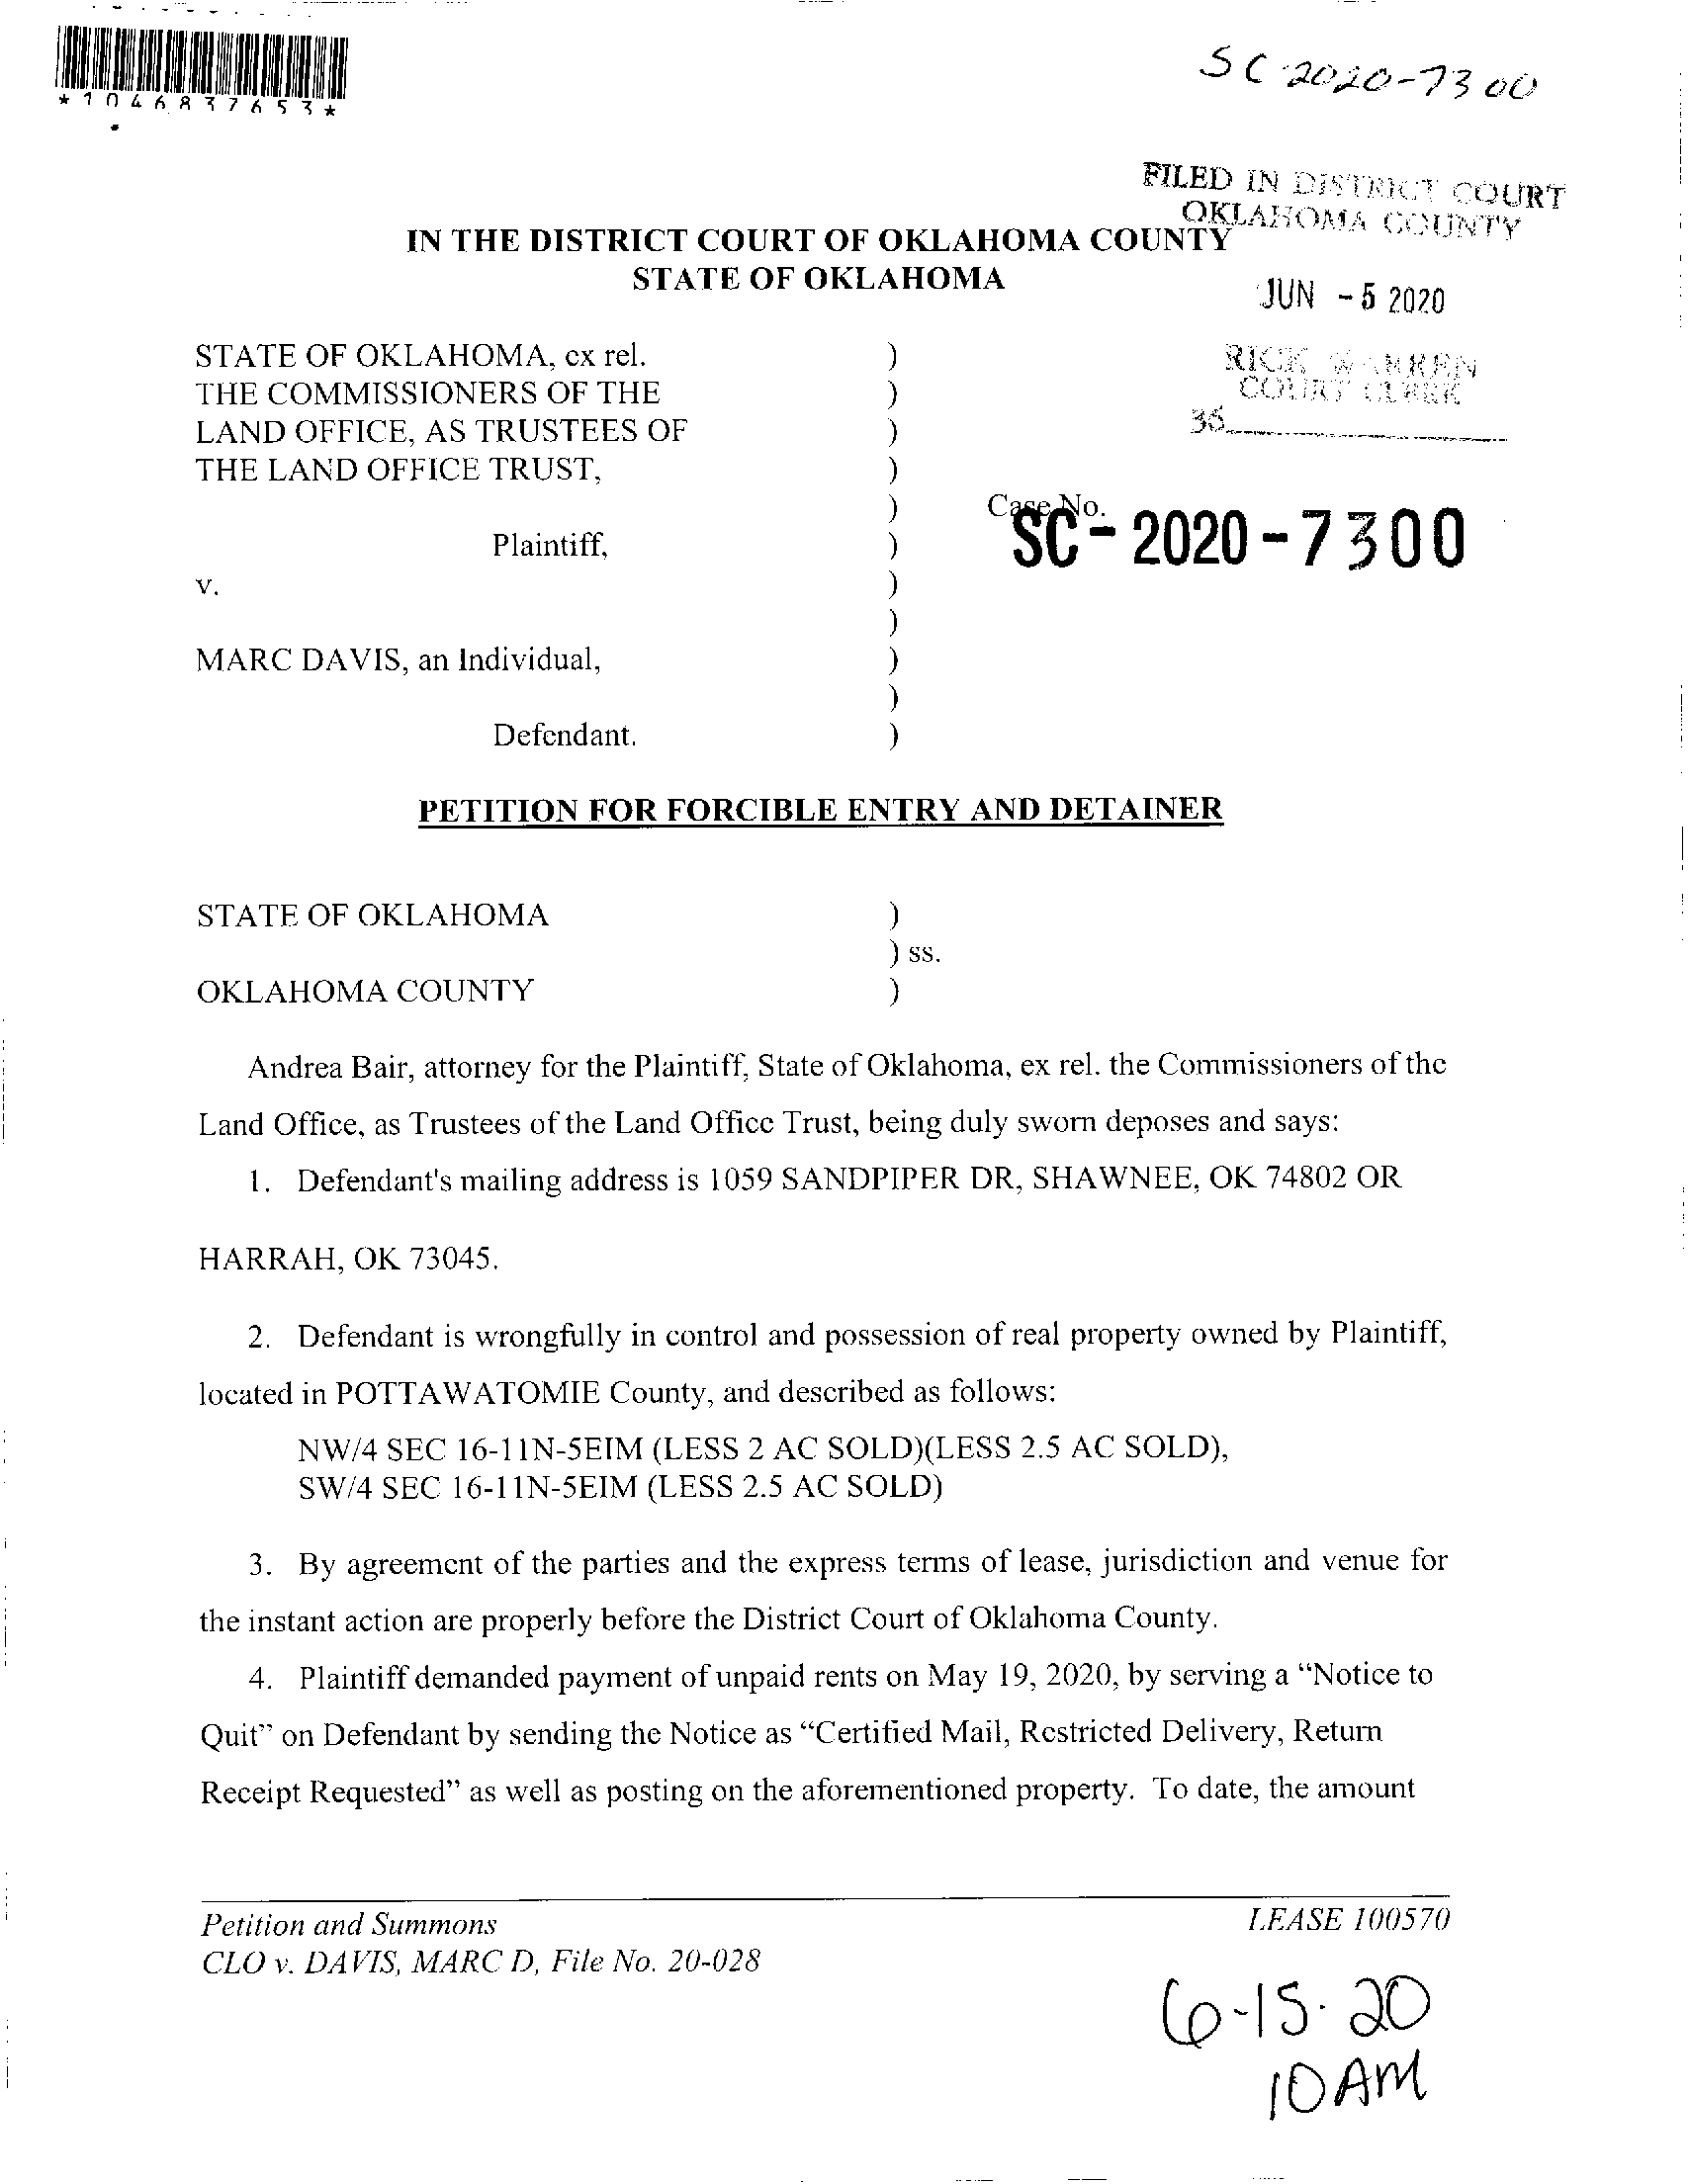 *1046837653*
SC-2020-7300
FILED IN DISTRICT COURT
OKLAHOMA COUNTY
IN THE DISTRICT COURT OF OKLAHOMA COUNTY
STATE OF OKLAHOMA
JUN - 5 2020
STATE OF OKLAHOMA, ex rel. )
THE COMMISSIONERS OF THE )
LAND OFFICE, AS TRUSTEES OF )
THE LAND OFFICE TRUST, )
)
Plaintiff, )
v. )
)
MARC DAVIS, an Individual, )
)
Defendant. )
RICK WARREN
COURT CLERK
36
Case No.
SC-2020-7300
PETITION FOR FORCIBLE ENTRY AND DETAINER
STATE OF OKLAHOMA )
) ss.
OKLAHOMA COUNTY )
Andrea Bair, attorney for the Plaintiff, State of Oklahoma, ex rel. the Commissioners of the
Land Office, as Trustees of the Land Office Trust, being duly sworn deposes and says:
1. Defendant's mailing address is 1059 SANDPIPER DR, SHAWNEE, OK 74802 OR
HARRAH, OK 73045.
2. Defendant is wrongfully in control and possession of real property owned by Plaintiff,
located in POTTAWATOMIE County, and described as follows:
NW/4 SEC 16-11N-5EIM (LESS 2 AC SOLD)(LESS 2.5 AC SOLD),
SW/4 SEC 16-11N-5EIM (LESS 2.5 AC SOLD)
3. By agreement of the parties and the express terms of lease, jurisdiction and venue for
the instant action are properly before the District Court of Oklahoma County.
4. Plaintiff demanded payment of unpaid rents on May 19, 2020, by serving a “Notice to
Quit” on Defendant by sending the Notice as “Certified Mail, Restricted Delivery, Return
Receipt Requested” as well as posting on the aforementioned property. To date, the amount
Petition and Summons
LEASE 100570
CLO v. DAVIS, MARC D, File No. 20-028
6-15-20
10 AM